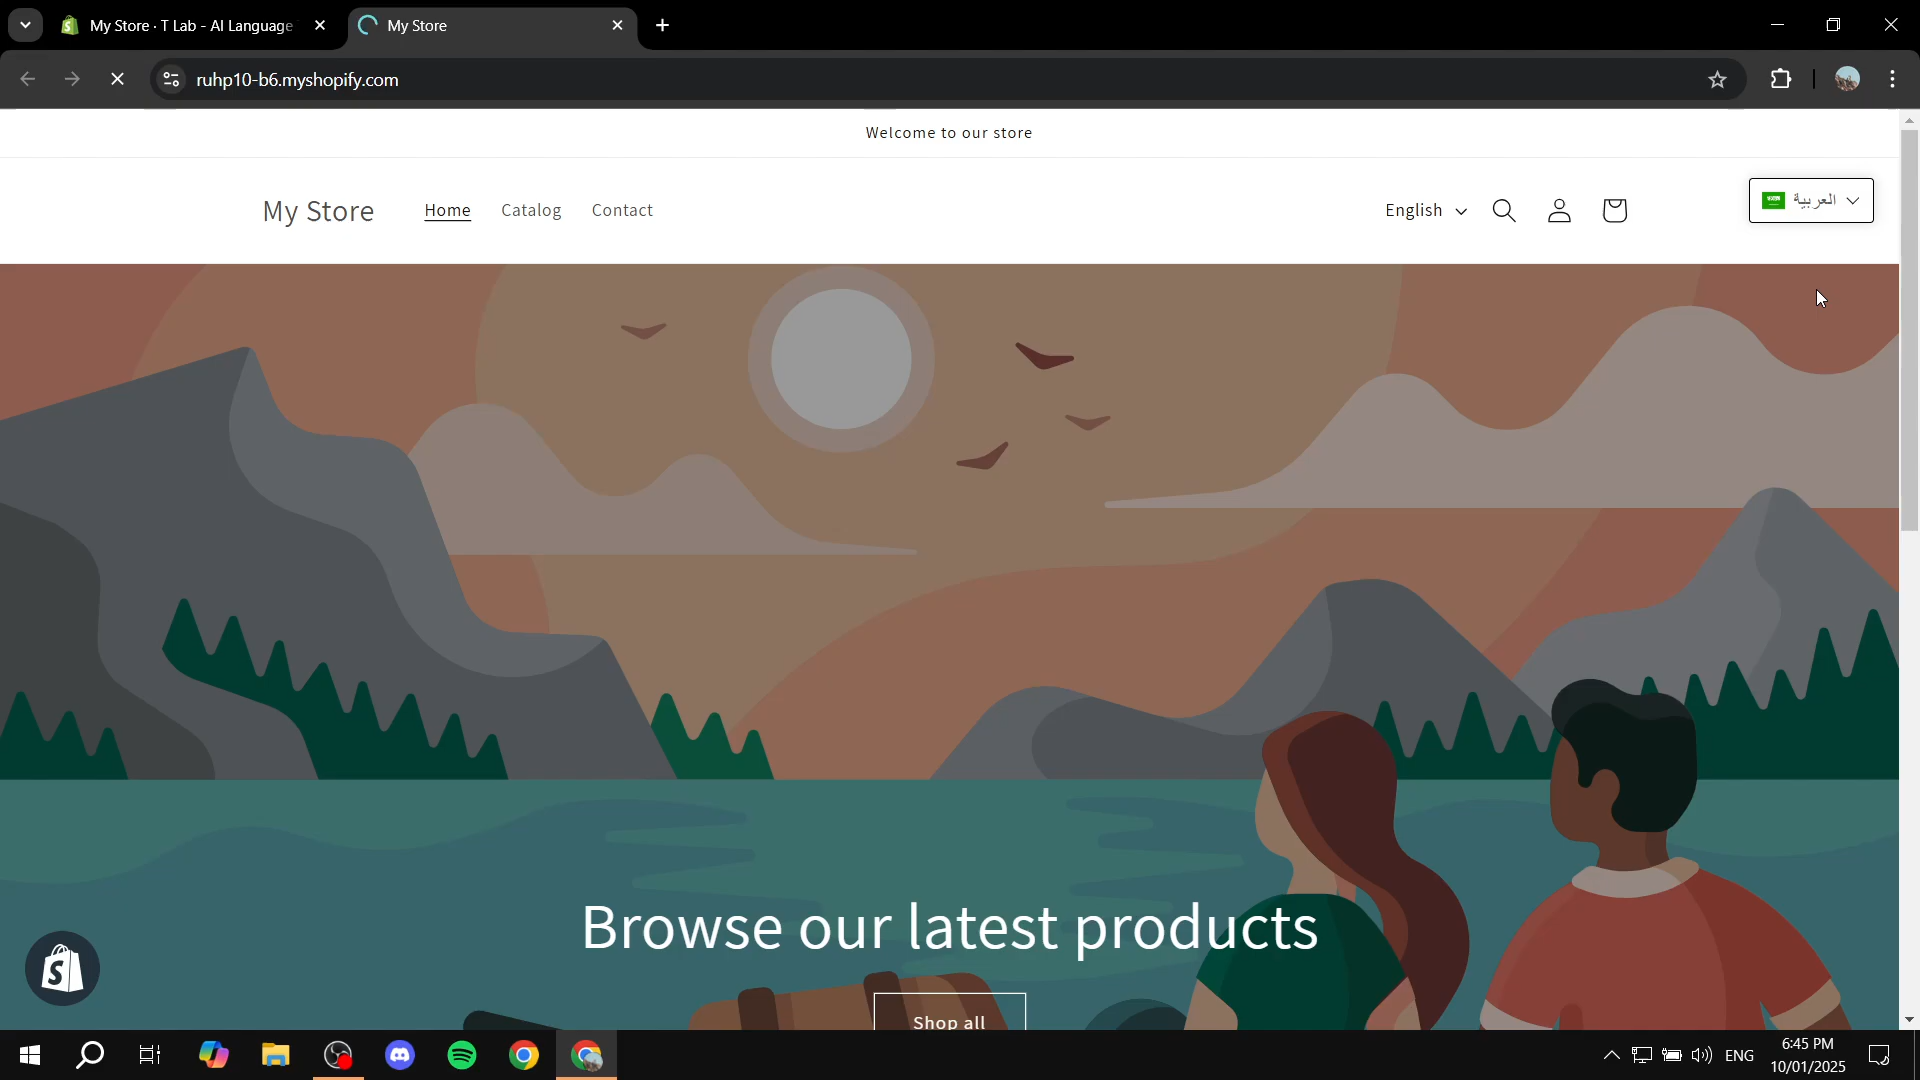 My Store · T Lab - AI Language
My Store
ruhp10-b6.myshopify.com
Welcome to our store
My Store
Home
Catalog
Contact
English
العربية
Browse our latest products
Shop all
ENG
6:45 PM
10/01/2025